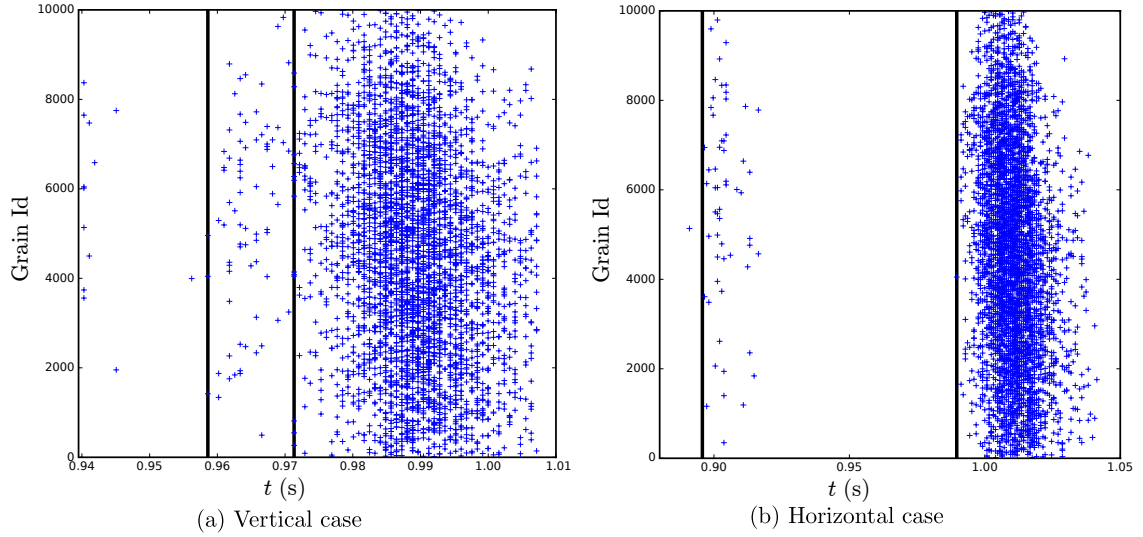 10000
8000
6000
4000
2000
0
Grain Id
0.94 0.95 0.96 0.97 0.98 0.99 1.00 1.01
t (s)
(a) Vertical case
10000
8000
6000
4000
2000
0
Grain Id
0.90 0.95 1.00 1.05
t (s)
(b) Horizontal case